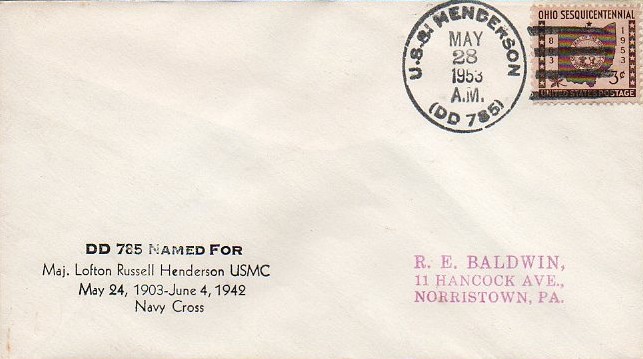 U.S.S. HENDERSON
MAY
28
1953
A.M.
(DD 785)
OHIO SESQUICENTENNIAL
1803
1953
3¢
UNITED STATES POSTAGE
DD 785 NAMED FOR
Maj. Lofton Russell Henderson USMC
May 24, 1903-June 4, 1942
Navy Cross
R. E. BALDWIN,
11 HANCOCK AVE.,
NORRISTOWN, PA.